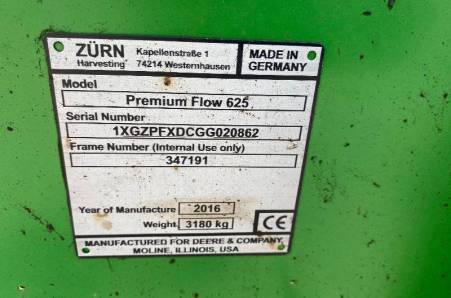 ZÜRN Kapellenstraße 1 MADE IN
Harvesting 74214 Westernhausen GERMANY
Model
Premium Flow 625
Serial Number
1XGZPFXDCGG020862
Frame Number (Internal Use only)
347191
Year of Manufacture 2016
Weight 3180 kg CE
MANUFACTURED FOR DEERE & COMPANY
MOLINE, ILLINOIS, USA